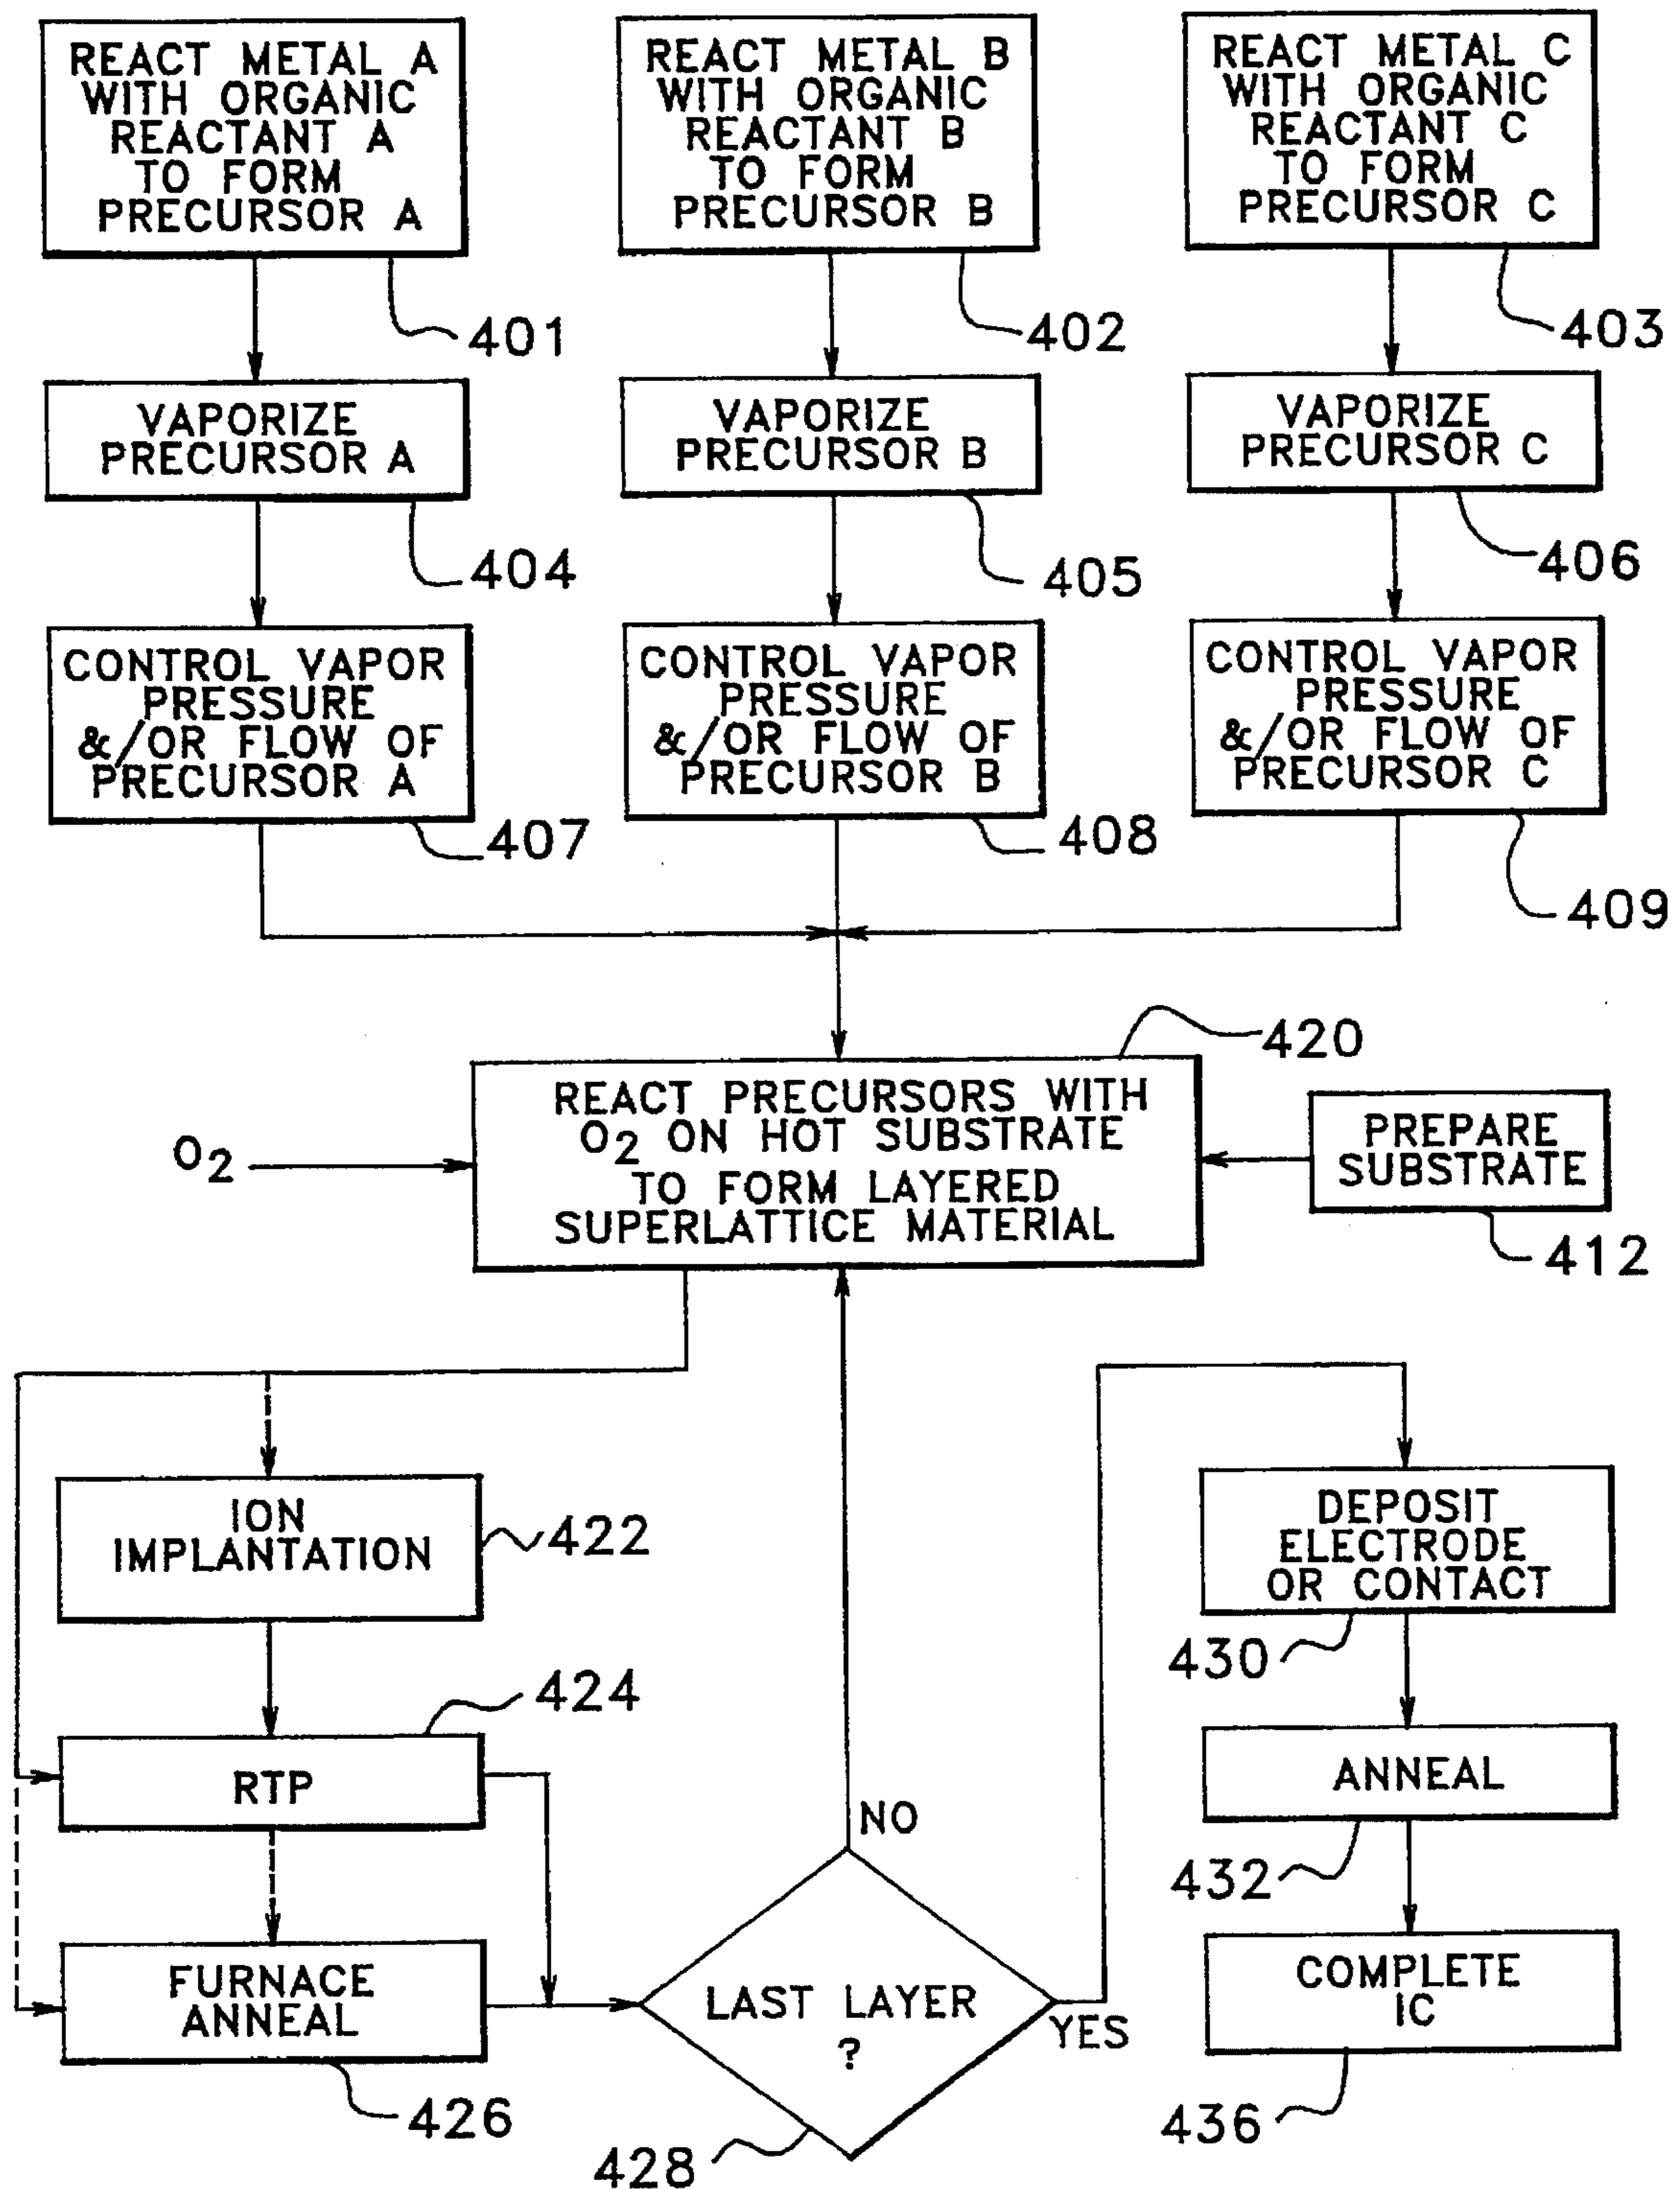 REACT METAL A
WITH ORGANIC
REACTANT A
TO FORM
PRECURSOR A
401
REACT METAL B
WITH ORGANIC
REACTANT B
TO FORM
PRECURSOR B
402
REACT METAL C
WITH ORGANIC
REACTANT C
TO FORM
PRECURSOR C
403
VAPORIZE
PRECURSOR A
404
VAPORIZE
PRECURSOR B
405
VAPORIZE
PRECURSOR C
406
CONTROL VAPOR
PRESSURE
&/OR FLOW OF
PRECURSOR A
407
CONTROL VAPOR
PRESSURE
&/OR FLOW OF
PRECURSOR B
408
CONTROL VAPOR
PRESSURE
&/OR FLOW OF
PRECURSOR C
409
420
REACT PRECURSORS WITH
O2 ON HOT SUBSTRATE
TO FORM LAYERED
SUPERLATTICE MATERIAL
O2
PREPARE
SUBSTRATE
412
ION
IMPLANTATION
422
424
RTP
FURNACE
ANNEAL
426
NO
LAST LAYER
?
YES
428
DEPOSIT
ELECTRODE
OR CONTACT
430
ANNEAL
432
COMPLETE
IC
436